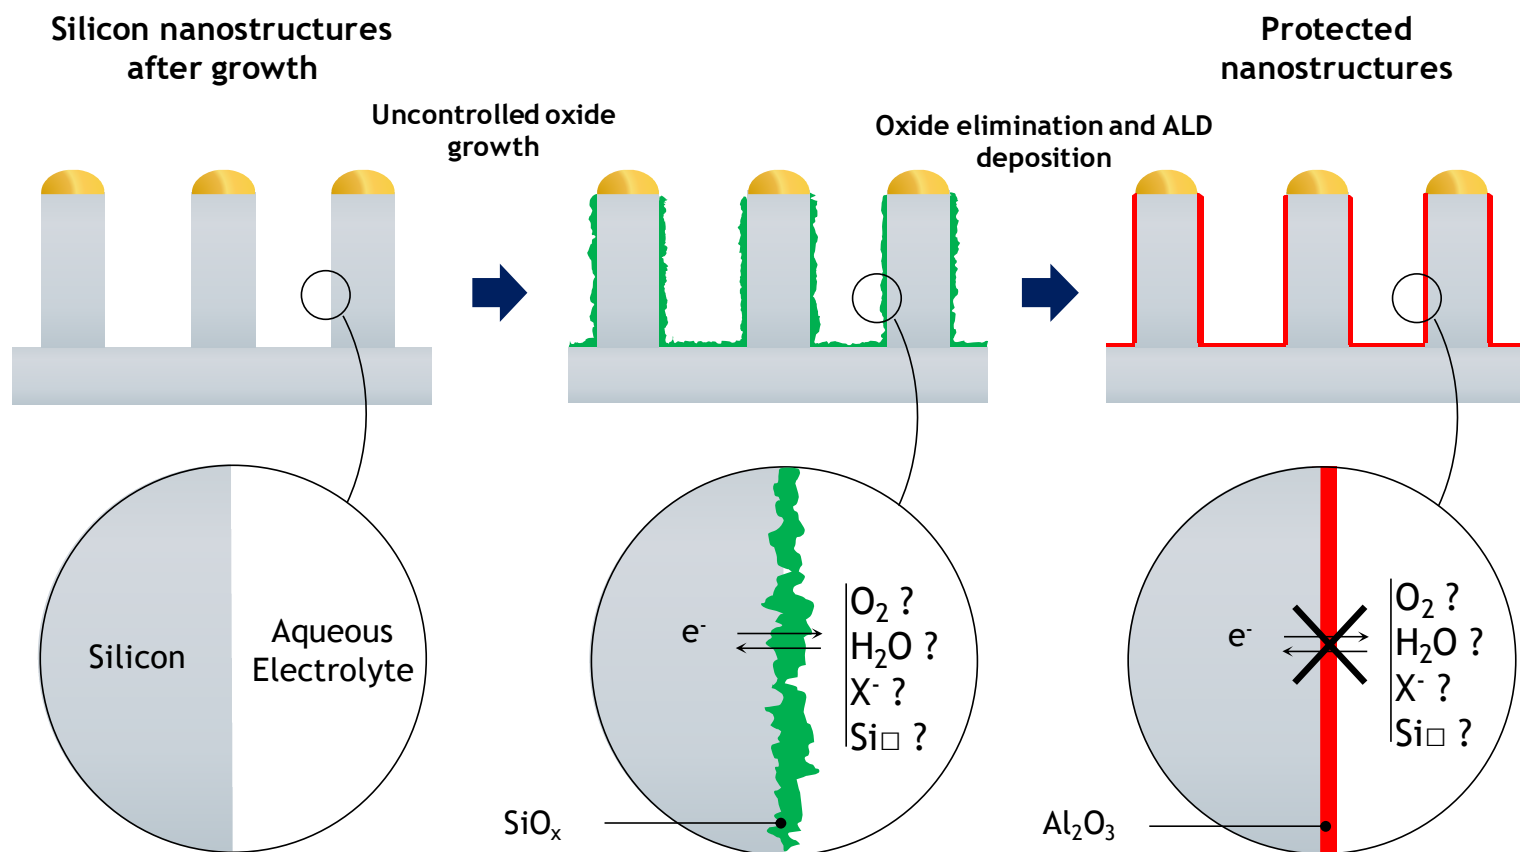 Silicon nanostructures
after growth
Uncontrolled oxide
growth
Oxide elimination and ALD
deposition
Protected
nanostructures
Silicon
Aqueous
Electrolyte
e⁻
O₂ ?
H₂O ?
X⁻ ?
Si□ ?
SiOₓ
e⁻
O₂ ?
H₂O ?
X⁻ ?
Si□ ?
Al₂O₃